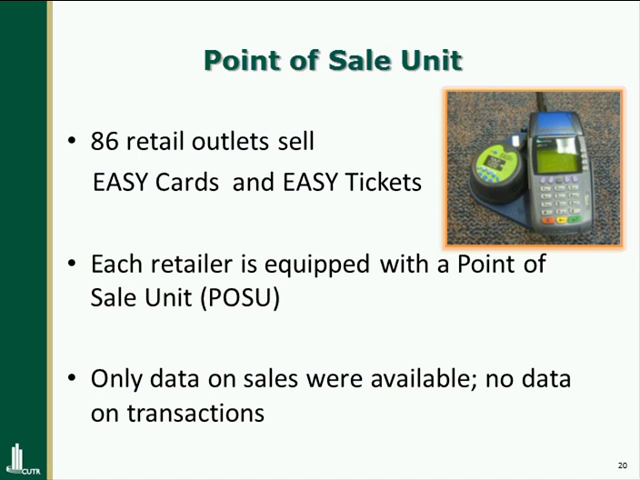 Point of Sale Unit
• 86 retail outlets sell
EASY Cards and EASY Tickets
• Each retailer is equipped with a Point of
Sale Unit (POSU)
• Only data on sales were available; no data
on transactions
CUTR
20